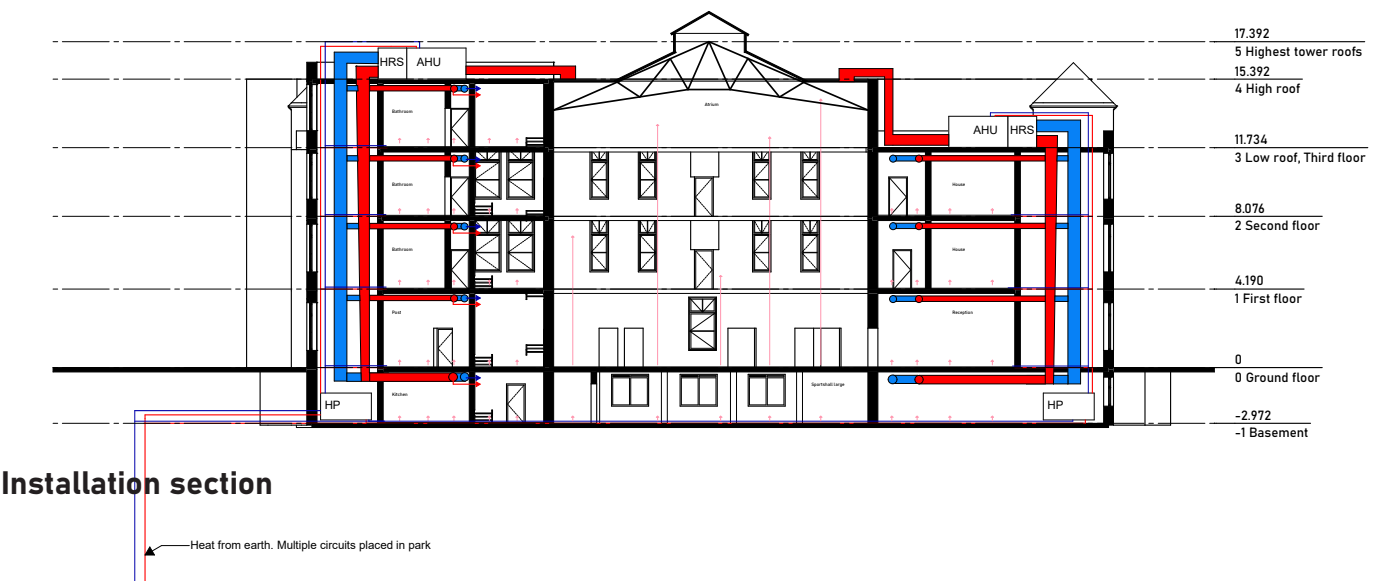 17.392
5 Highest tower roofs
HRS AHU
15.392
4 High roof
Bathroom
Atrium
AHU HRS
11.734
3 Low roof, Third floor
Bathroom
House
8.076
2 Second floor
Bathroom
House
4.190
1 First floor
Post
Reception
0
0 Ground floor
Kitchen
Sportshall large
HP
HP
-2.972
-1 Basement
Installation section
Heat from earth. Multiple circuits placed in park